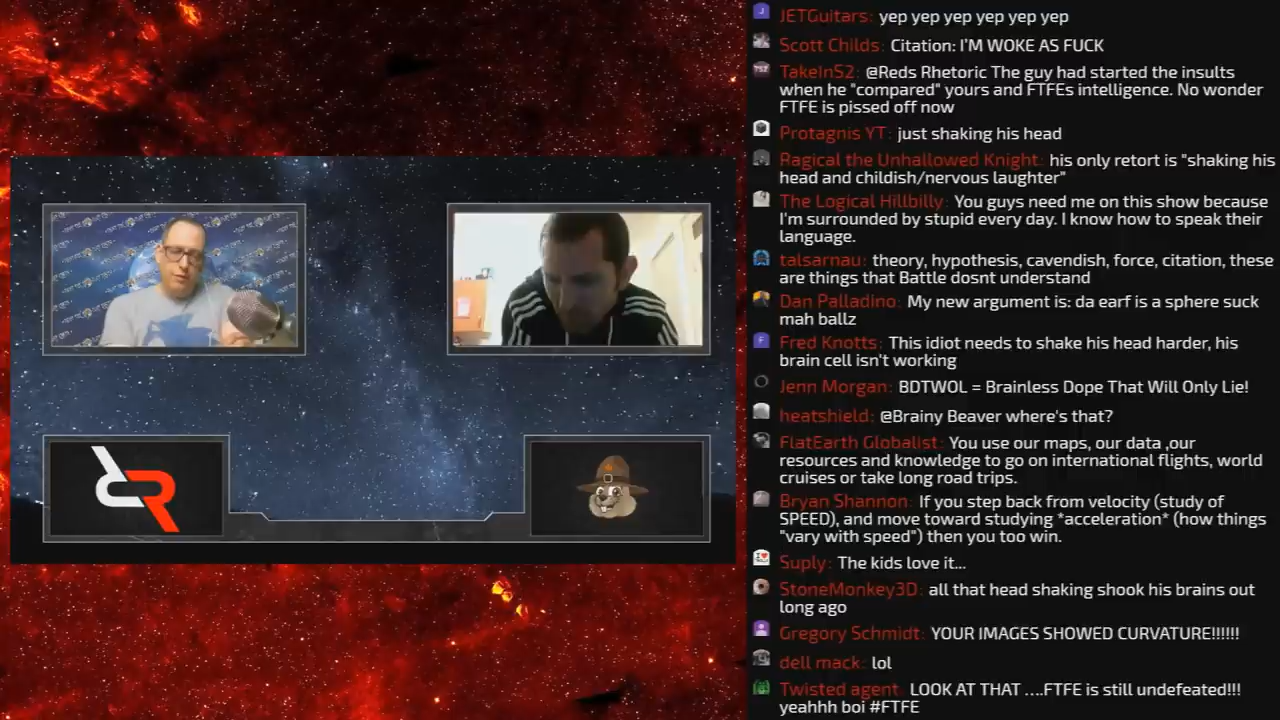 JETGuitars: yep yep yep yep yep yep
Scott Childs: Citation: I'M WOKE AS FUCK
TakeInS2: @Reds Rhetoric The guy had started the insults
when he "compared" yours and FTFEs intelligence. No wonder
FTFE is pissed off now
Protagnis YT: just shaking his head
Ragical the Unhallowed Knight: his only retort is "shaking his
head and childish/nervous laughter"
The Logical Hillbilly: You guys need me on this show because
I'm surrounded by stupid every day. I know how to speak their
language.
talsarnau: theory, hypothesis, cavendish, force, citation, these
are things that Battle dosnt understand
Dan Palladino: My new argument is: da earf is a sphere suck
mah ballz
Fred Knotts: This idiot needs to shake his head harder, his
brain cell isn't working
Jenn Morgan: BDTWOL = Brainless Dope That Will Only Lie!
heatshield: @Brainy Beaver where's that?
FlatEarth Globalist: You use our maps, our data ,our
resources and knowledge to go on international flights, world
cruises or take long road trips.
Bryan Shannon: If you step back from velocity (study of
SPEED), and move toward studying *acceleration* (how things
"vary with speed") then you too win.
Suply: The kids love it...
StoneMonkey3D: all that head shaking shook his brains out
long ago
Gregory Schmidt: YOUR IMAGES SHOWED CURVATURE!!!!!!
dell mack: lol
Twisted agent: LOOK AT THAT ....FTFE is still undefeated!!!
yeahhh boi #FTFE